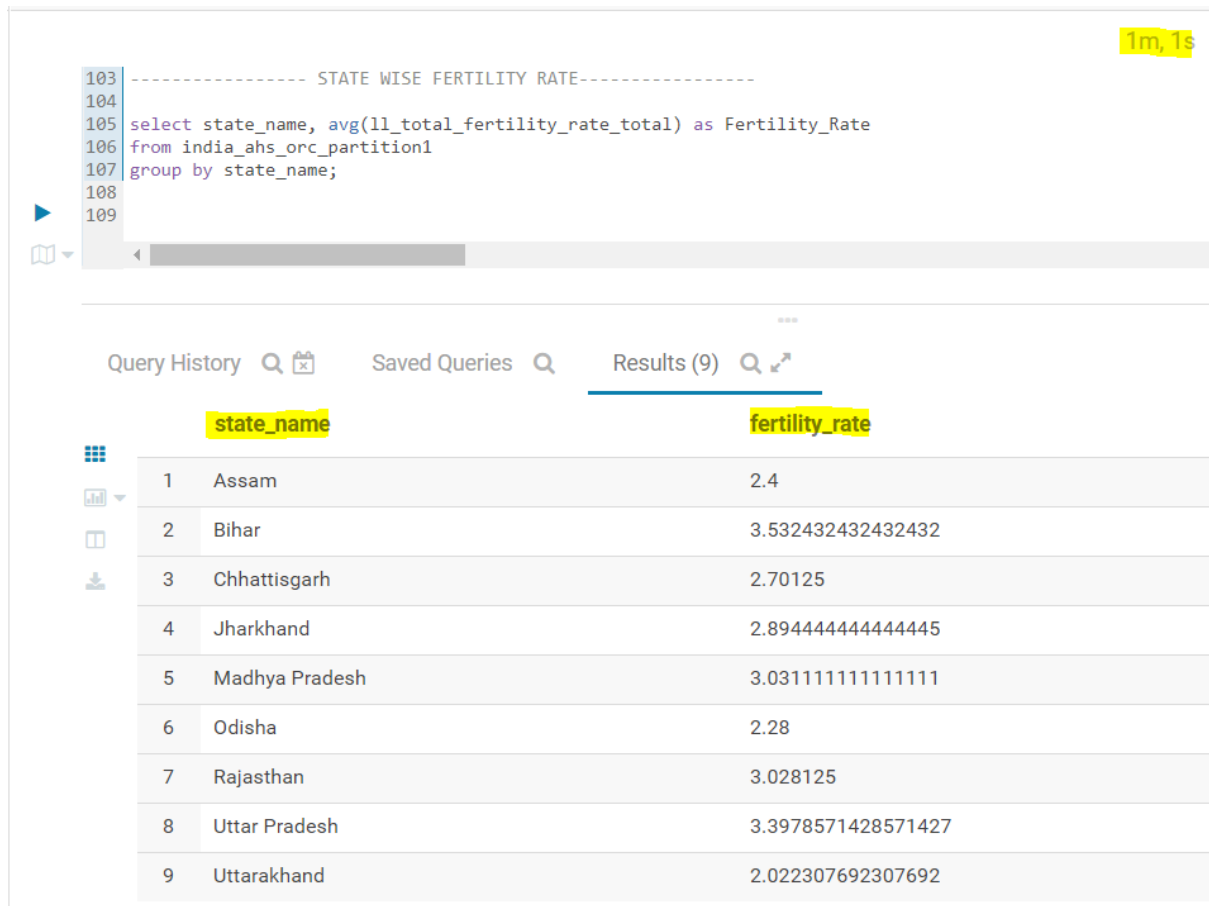 1m, 1s
103 ----------------- STATE WISE FERTILITY RATE-----------------
104
105 select state_name, avg(ll_total_fertility_rate_total) as Fertility_Rate
106 from india_ahs_orc_partition1
107 group by state_name;
108
109
Query History Saved Queries Results (9)
state_name fertility_rate
1 Assam 2.4
2 Bihar 3.532432432432432
3 Chhattisgarh 2.70125
4 Jharkhand 2.894444444444445
5 Madhya Pradesh 3.031111111111111
6 Odisha 2.28
7 Rajasthan 3.028125
8 Uttar Pradesh 3.3978571428571427
9 Uttarakhand 2.022307692307692